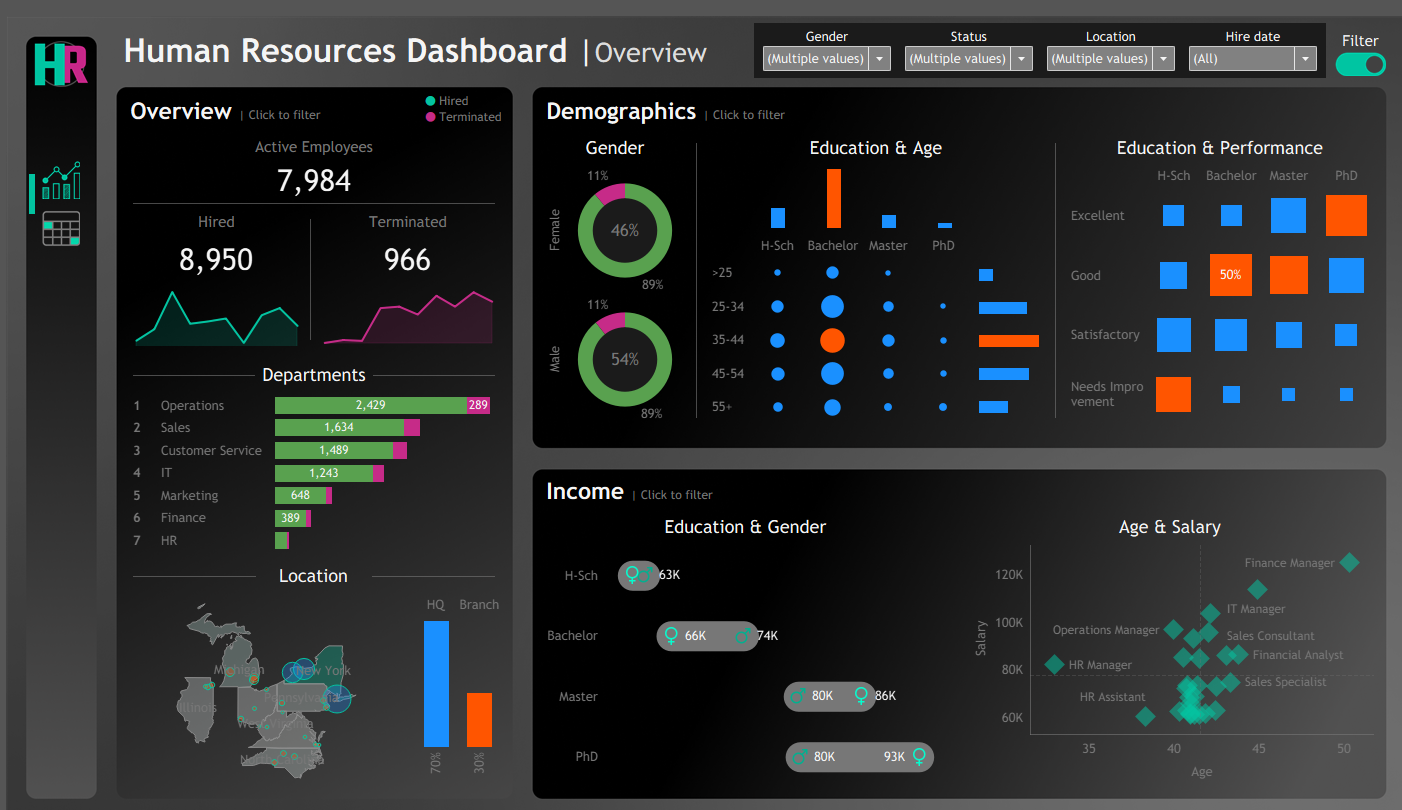 HR
Human Resources Dashboard | Overview
Gender
(Multiple values)
Status
(Multiple values)
Location
(Multiple values)
Hire date
(All)
Filter
Overview | Click to filter
Hired
Terminated
Active Employees
7,984
Hired
8,950
Terminated
966
Departments
1 Operations 2,429 289
2 Sales 1,634
3 Customer Service 1,489
4 IT 1,243
5 Marketing 648
6 Finance 389
7 HR
Location
HQ Branch
Michigan
New York
Illinois
Pennsylvania
70% 30%
Demographics | Click to filter
Gender
Female
11%
46%
89%
Male
11%
54%
89%
Education & Age
H-Sch Bachelor Master PhD
>25
25-34
35-44
45-54
55+
Education & Performance
H-Sch Bachelor Master PhD
Excellent
Good 50%
Satisfactory
Needs Impro
vement
Income | Click to filter
Education & Gender
H-Sch 63K
Bachelor 66K 74K
Master 80K 86K
PhD 80K 93K
Age & Salary
Salary
120K
100K
80K
60K
Finance Manager
IT Manager
Operations Manager
Sales Consultant
Financial Analyst
HR Manager
Sales Specialist
HR Assistant
35 40 45 50
Age